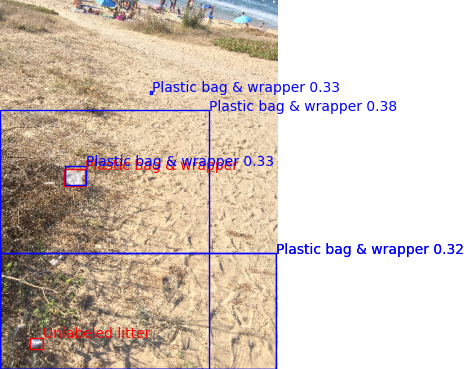 Plastic bag & wrapper 0.33
Plastic bag & wrapper 0.38
Plastic bag & wrapper 0.33
Plastic bag & wrapper
Plastic bag & wrapper 0.32
Unlabeled litter